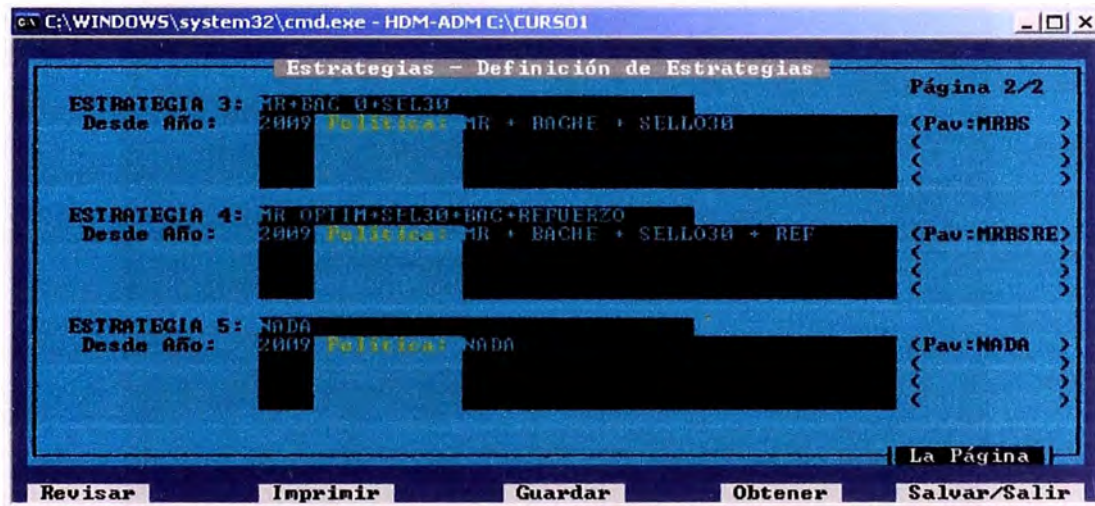 C:\WINDOWS\system32\cmd.exe - HDM-ADM C:\CURSO1
Estrategias - Definición de Estrategias
Página 2/2
ESTRATEGIA 3: MR+BAC 0+SEL30
Desde Año: 2009 Política: MR + BACHE + SELLO30 <Pav:MRBS >
< >
< >
< >
ESTRATEGIA 4: MR OPTIM+SEL30+BAC+REFUERZO
Desde Año: 2009 Política: MR + BACHE + SELLO30 + REF <Pav:MRBSRE>
< >
< >
< >
ESTRATEGIA 5: NADA
Desde Año: 2009 Política: NADA <Pav:NADA >
< >
< >
< >
La Página
Revisar Imprimir Guardar Obtener Salvar/Salir